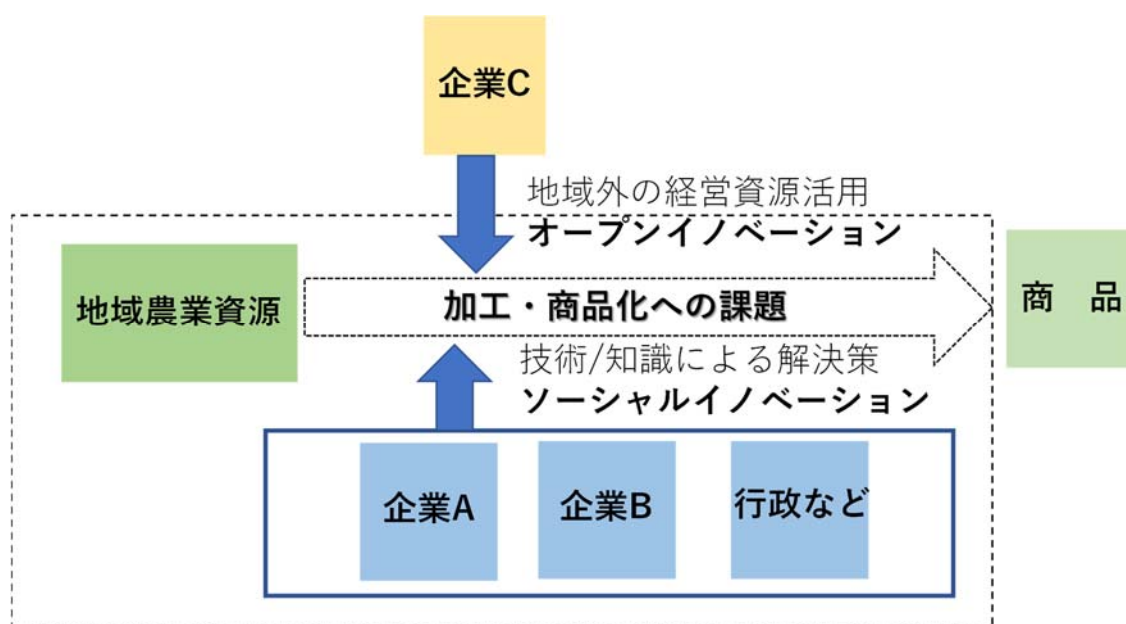 企業C
地域外の経営資源活用
オープンイノベーション
地域農業資源
加工・商品化への課題
商　品
技術/知識による解決策
ソーシャルイノベーション
企業A
企業B
行政など